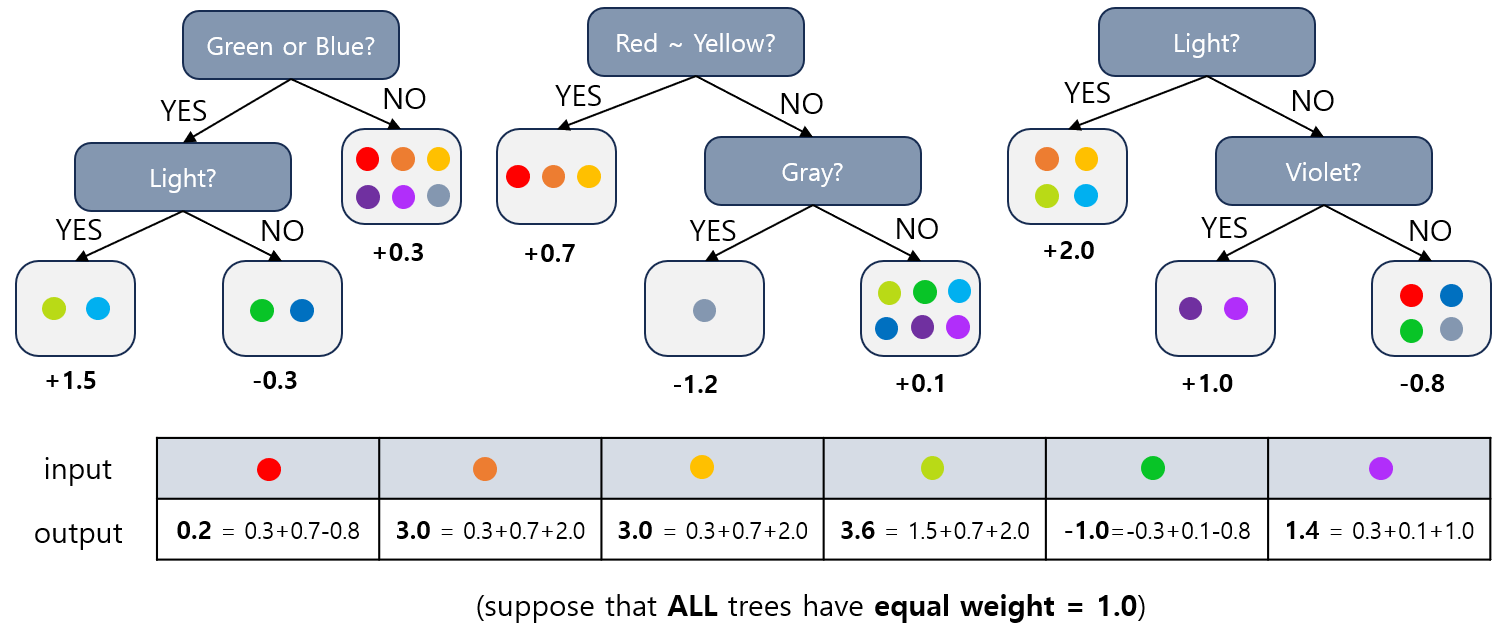 Green or Blue?
YES
NO
Light?
+0.3
YES
NO
+1.5
-0.3
Red ~ Yellow?
YES
NO
+0.7
Gray?
YES
NO
-1.2
+0.1
Light?
YES
NO
+2.0
Violet?
YES
NO
+1.0
-0.8
input
output
0.2 = 0.3+0.7-0.8
3.0 = 0.3+0.7+2.0
3.0 = 0.3+0.7+2.0
3.6 = 1.5+0.7+2.0
-1.0=-0.3+0.1-0.8
1.4 = 0.3+0.1+1.0
(suppose that ALL trees have equal weight = 1.0)